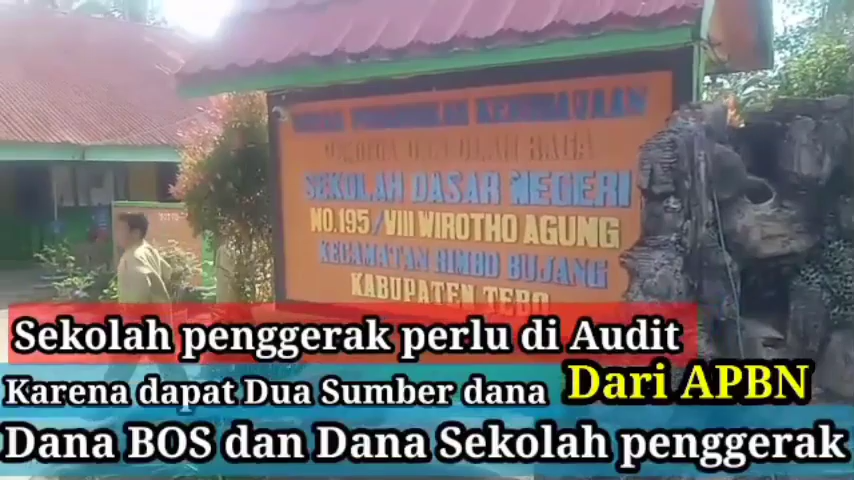 SEKOLAH DASAR NEGERI
NO.195/VIII WIROTHO AGUNG
KECAMATAN RIMBO BUJANG
KABUPATEN TEBO
Sekolah penggerak perlu di Audit
Karena dapat Dua Sumber dana Dari APBN
Dana BOS dan Dana Sekolah penggerak